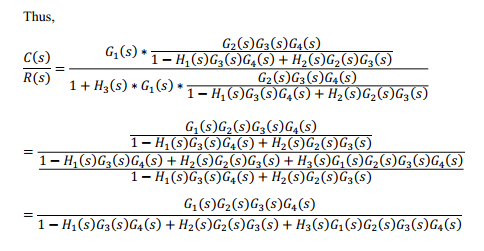 Thus,
C(s)/R(s) = (G₁(s) * (G₂(s)G₃(s)G₄(s))/(1 − H₁(s)G₃(s)G₄(s) + H₂(s)G₂(s)G₃(s)))/(1 + H₃(s) * G₁(s) * (G₂(s)G₃(s)G₄(s))/(1 − H₁(s)G₃(s)G₄(s) + H₂(s)G₂(s)G₃(s)))
= ((G₁(s)G₂(s)G₃(s)G₄(s))/(1 − H₁(s)G₃(s)G₄(s) + H₂(s)G₂(s)G₃(s)))/((1 − H₁(s)G₃(s)G₄(s) + H₂(s)G₂(s)G₃(s) + H₃(s)G₁(s)G₂(s)G₃(s)G₄(s))/(1 − H₁(s)G₃(s)G₄(s) + H₂(s)G₂(s)G₃(s)))
= (G₁(s)G₂(s)G₃(s)G₄(s))/(1 − H₁(s)G₃(s)G₄(s) + H₂(s)G₂(s)G₃(s) + H₃(s)G₁(s)G₂(s)G₃(s)G₄(s))